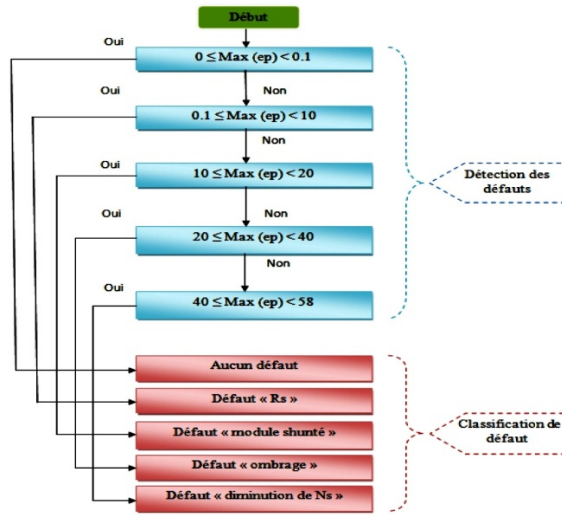 Début
Oui
0 ≤ Max (ep) < 0.1
Oui
Non
0.1 ≤ Max (ep) < 10
Non
Oui
10 ≤ Max (ep) < 20
Détection des
défauts
Oui
Non
20 ≤ Max (ep) < 40
Oui
Non
40 ≤ Max (ep) < 58
Aucun défaut
Défaut « Rs »
Défaut « module shunté »
Classification de
défaut
Défaut « ombrage »
Défaut « diminution de Ns »